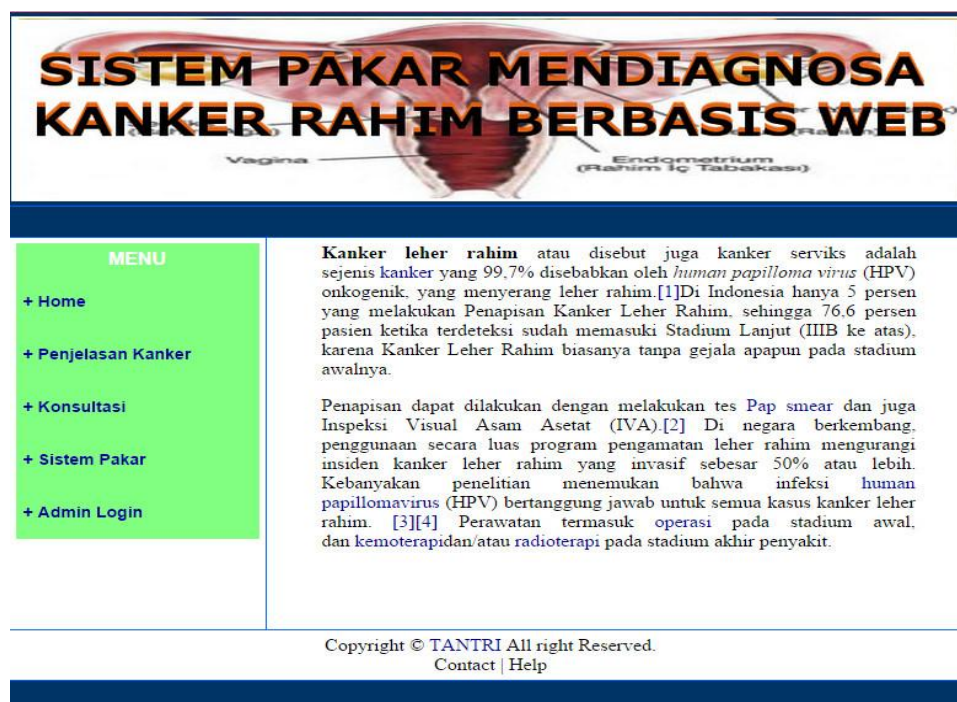 SISTEM PAKAR MENDIAGNOSA
KANKER RAHIM BERBASIS WEB
Vagina
Endometrium
(Rahim İç Tabakası)
MENU
+ Home
+ Penjelasan Kanker
+ Konsultasi
+ Sistem Pakar
+ Admin Login
Kanker leher rahim atau disebut juga kanker serviks adalah
sejenis kanker yang 99,7% disebabkan oleh human papilloma virus (HPV)
onkogenik, yang menyerang leher rahim.[1]Di Indonesia hanya 5 persen
yang melakukan Penapisan Kanker Leher Rahim, sehingga 76,6 persen
pasien ketika terdeteksi sudah memasuki Stadium Lanjut (IIIB ke atas),
karena Kanker Leher Rahim biasanya tanpa gejala apapun pada stadium
awalnya.
Penapisan dapat dilakukan dengan melakukan tes Pap smear dan juga
Inspeksi Visual Asam Asetat (IVA).[2] Di negara berkembang,
penggunaan secara luas program pengamatan leher rahim mengurangi
insiden kanker leher rahim yang invasif sebesar 50% atau lebih.
Kebanyakan penelitian menemukan bahwa infeksi human
papillomavirus (HPV) bertanggung jawab untuk semua kasus kanker leher
rahim. [3][4] Perawatan termasuk operasi pada stadium awal,
dan kemoterapidan/atau radioterapi pada stadium akhir penyakit.
Copyright © TANTRI All right Reserved.
Contact | Help